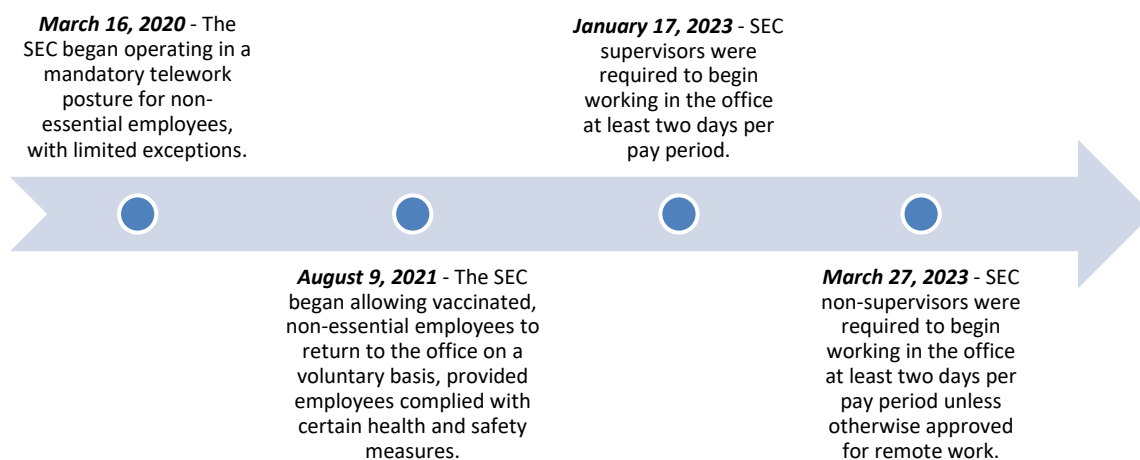 March 16, 2020 - The
SEC began operating in a
mandatory telework
posture for non-
essential employees,
with limited exceptions.
August 9, 2021 - The SEC
began allowing vaccinated,
non-essential employees to
return to the office on a
voluntary basis, provided
employees complied with
certain health and safety
measures.
January 17, 2023 - SEC
supervisors were
required to begin
working in the office
at least two days per
pay period.
March 27, 2023 - SEC
non-supervisors were
required to begin
working in the office
at least two days per
pay period unless
otherwise approved
for remote work.